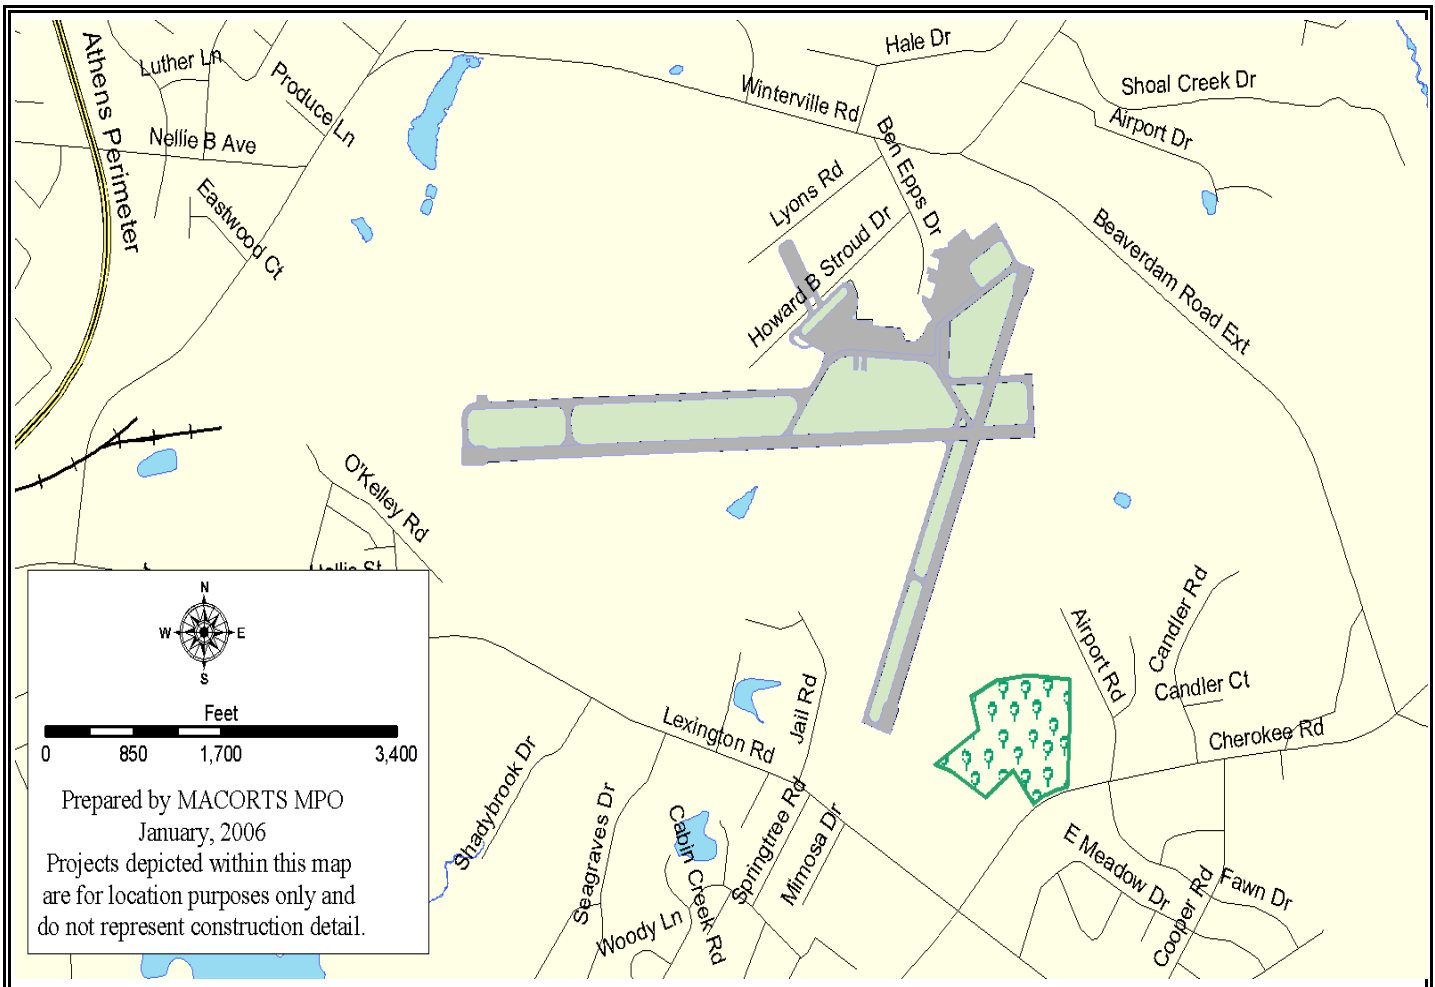 Hale Dr
Athens Perimeter
Luther Ln
Produce Ln
Winterville Rd
Shoal Creek Dr
Airport Dr
Nellie B Ave
Ben Epps Dr
Lyons Rd
Eastwood Ct
Howard B Stroud Dr
Beaverdam Road Ext
O'Kelley Rd
Hollis St
N
W
E
S
Feet
0 850 1,700 3,400
Prepared by MACORTS MPO
January, 2006
Projects depicted within this map
are for location purposes only and
do not represent construction detail.
Candler Rd
Airport Rd
Candler Ct
Jail Rd
Lexington Rd
Cherokee Rd
Shadybrook Dr
Seagraves Dr
Cabin Creek Rd
Springtree Rd
Mimosa Dr
E Meadow Dr
Fawn Dr
Cooper Rd
Woody Ln